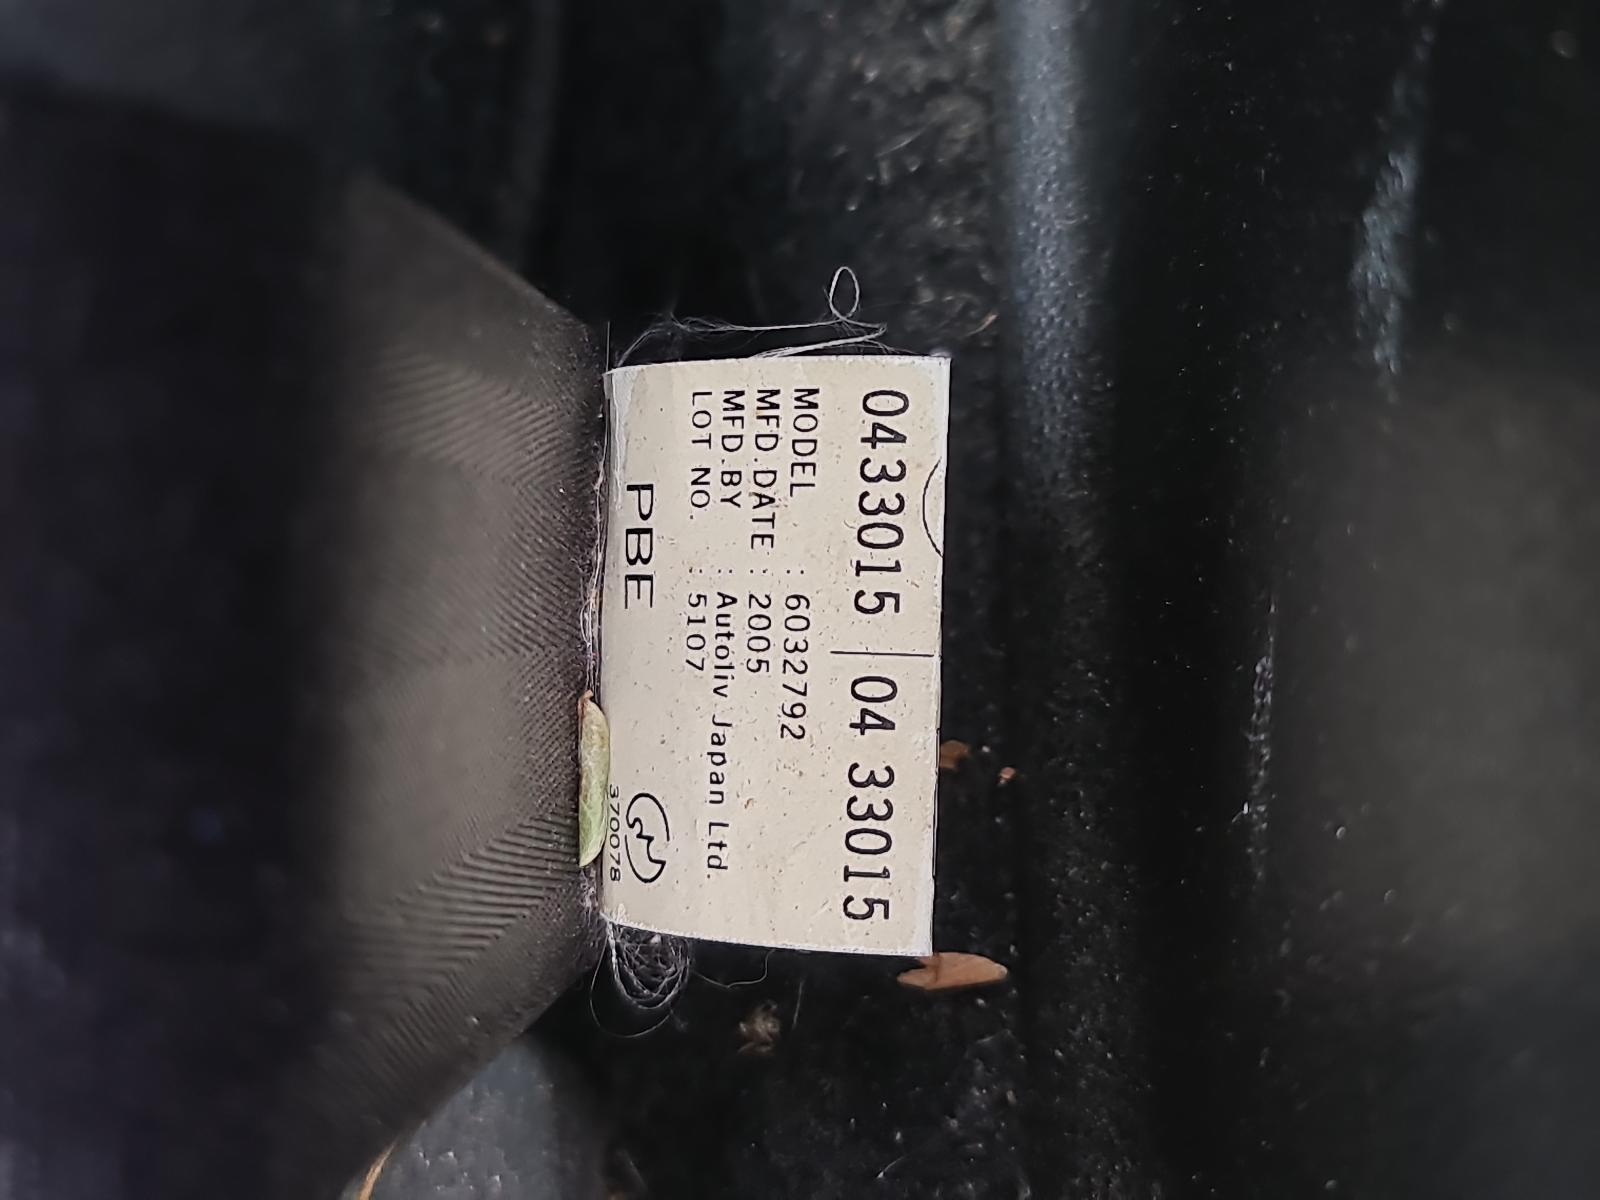 0433015 | 04 33015
MODEL : 6032792
MFD.DATE : 2005
MFD.BY : Autoliv Japan Ltd.
LOT NO. : 5107
PBE
370078